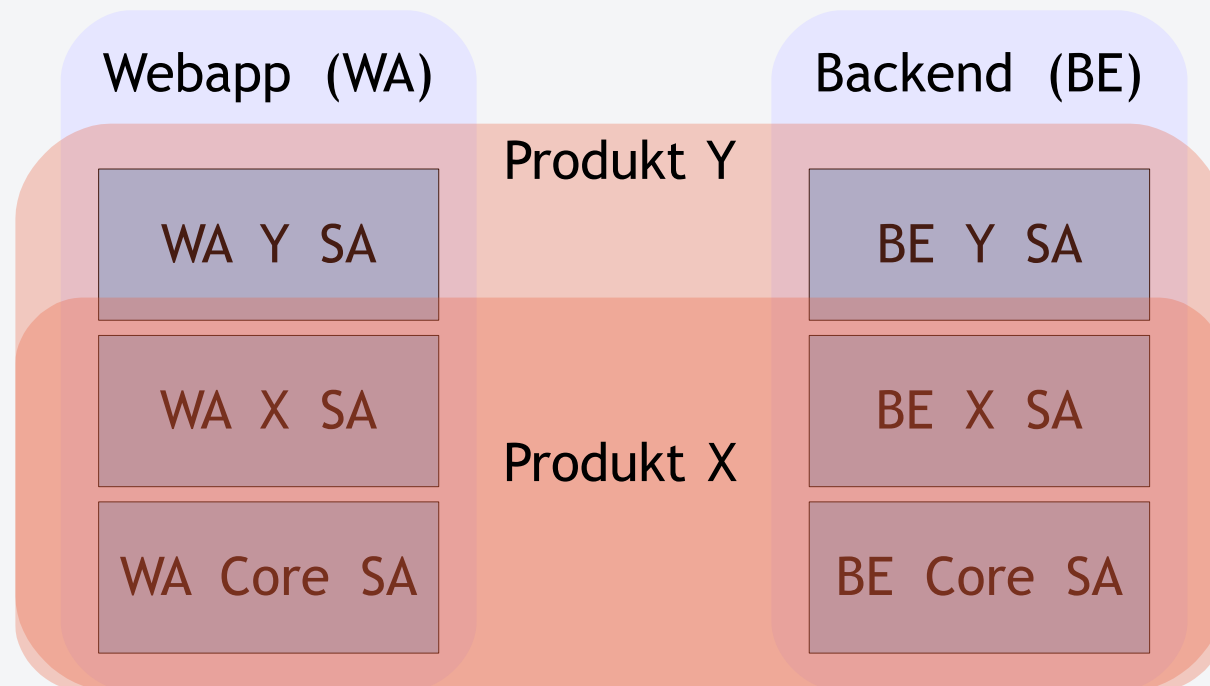 Webapp (WA)
Backend (BE)
Produkt Y
WA Y SA
BE Y SA
WA X SA
BE X SA
Produkt X
WA Core SA
BE Core SA